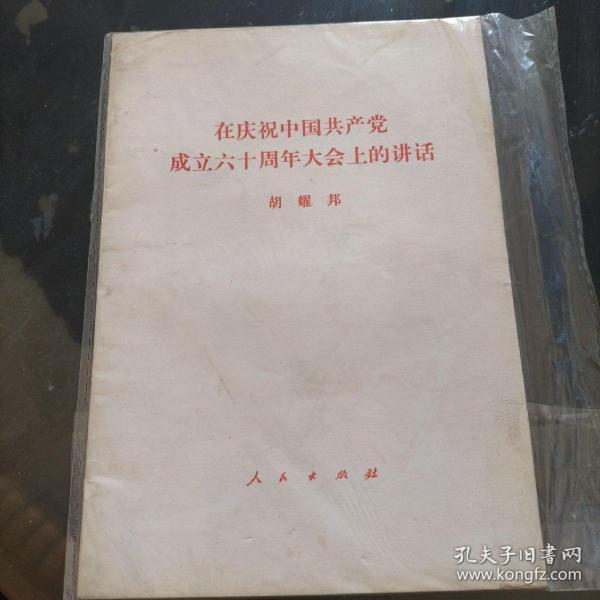 在庆祝中国共产党
成立六十周年大会上的讲话
胡耀邦
人民出版社
孔夫子旧书网
www.kongfz.com